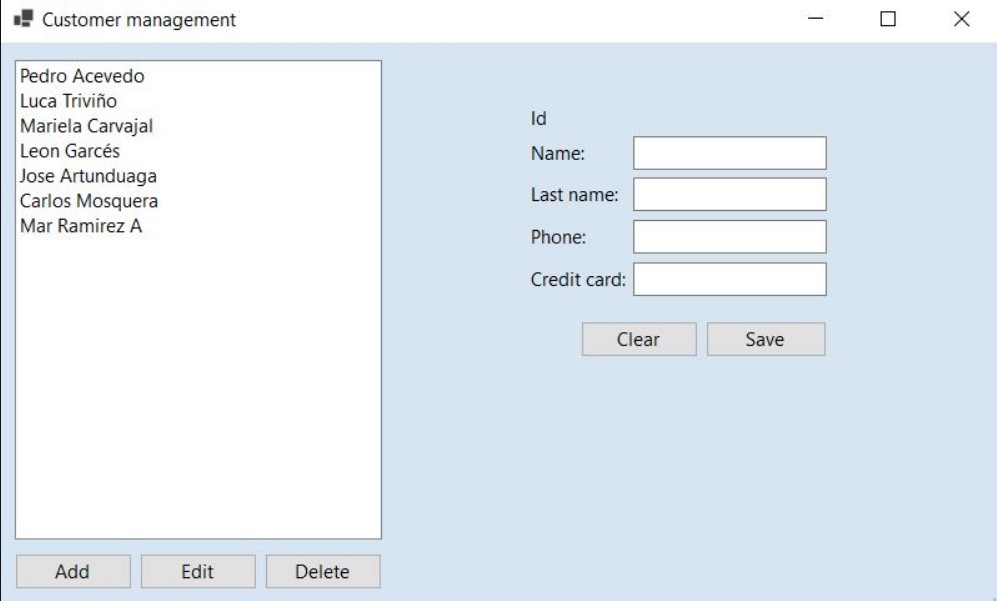 Customer management
Pedro Acevedo
Luca Triviño
Mariela Carvajal
Leon Garcés
Jose Artunduaga
Carlos Mosquera
Mar Ramirez A
Id
Name:
Last name:
Phone:
Credit card:
Clear Save
Add Edit Delete